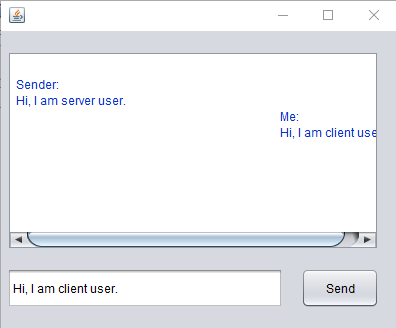 Sender:
Hi, I am server user.
Me:
Hi, I am client use
Hi, I am client user.
Send